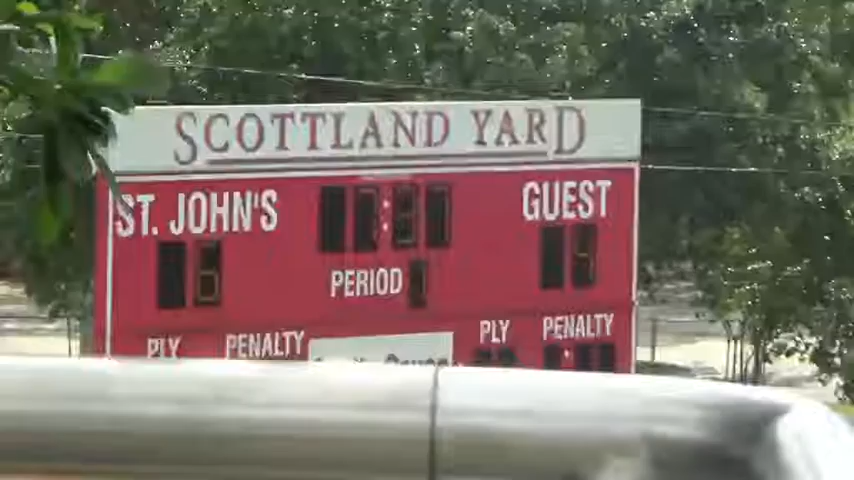 SCOTTLAND YARD
ST. JOHN'S
GUEST
PERIOD
PLY PENALTY
PLY PENALTY